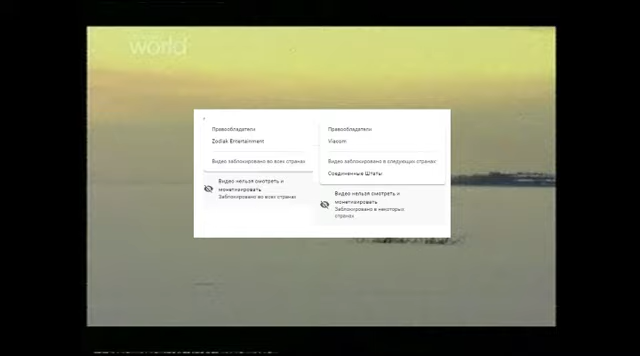 world
Правообладатели
Zodiak Entertainment
Видео заблокировано во всех странах
Видео нельзя смотреть и
монетизировать
Заблокировано во всех странах
Правообладатели
Viacom
Видео заблокировано в следующих странах:
Соединенные Штаты
Видео нельзя смотреть и
монетизировать
Заблокировано в некоторых
странах